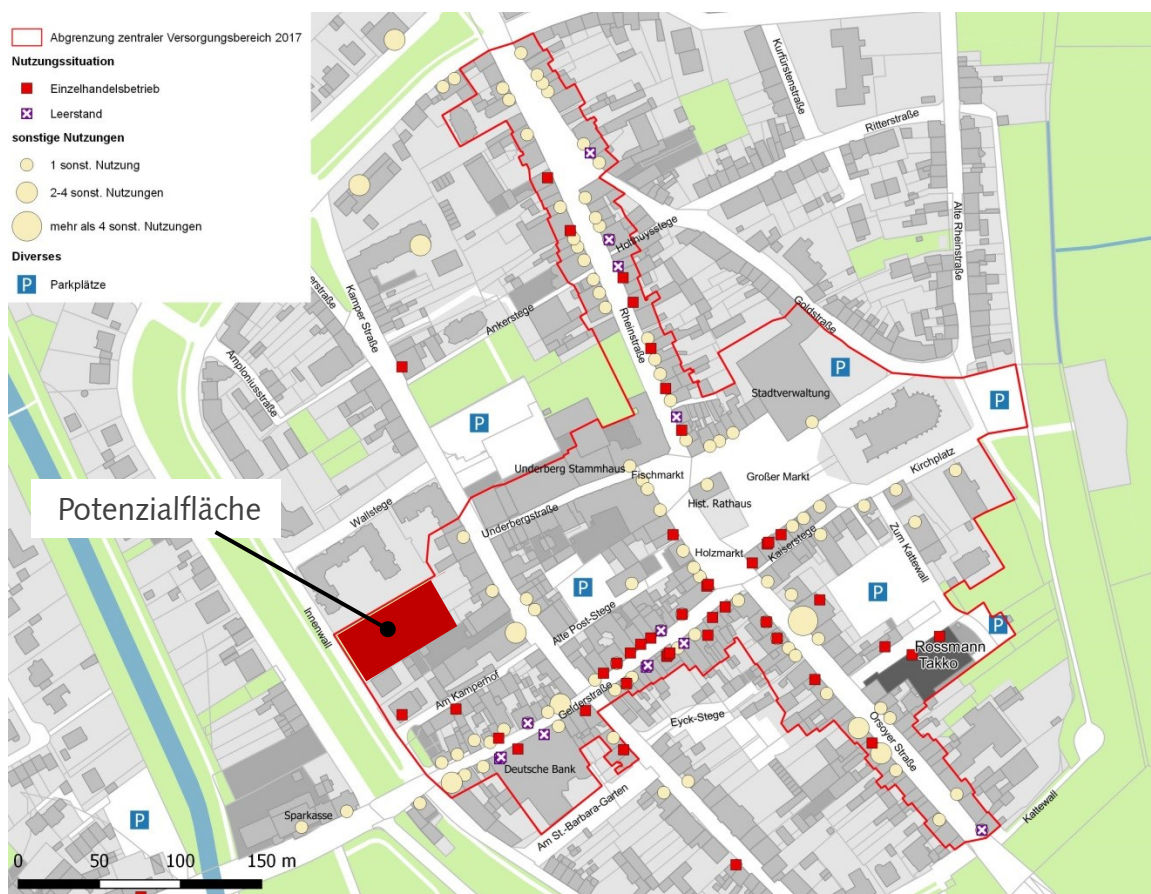 Abgrenzung zentraler Versorgungsbereich 2017
Nutzungssituation
Einzelhandelsbetrieb
Leerstand
sonstige Nutzungen
1 sonst. Nutzung
2-4 sonst. Nutzungen
mehr als 4 sonst. Nutzungen
Diverses
P Parkplätze
Kurfürstenstraße
Ritterstraße
Alte Rheinstraße
Holthuysstege
Goldstraße
Kamper Straße
Rheinstraße
Ankerstege
Amploniusstraße
P
P
P
Stadtverwaltung
Underberg Stammhaus
Fischmarkt
Großer Markt
Kirchplatz
Wallstege
Underbergstraße
Hist. Rathaus
Potenzialfläche
Holzmarkt
Kaiserstege
Zum Kattewall
P
P
P
Alte Post-Stege
Innenwall
Rossmann
Takko
Am Kamperhof
Gelderstraße
Eyck-Stege
Orsoyer Straße
Deutsche Bank
Sparkasse
Am St.-Barbara-Garten
Kattewall
P
0 50 100 150 m